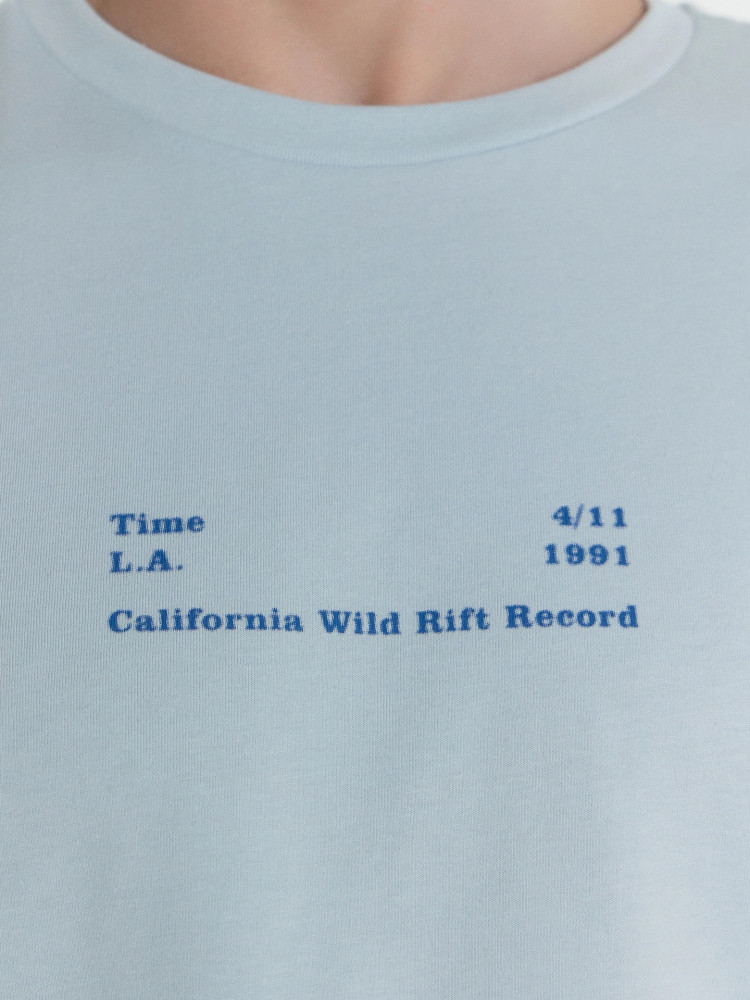 Time 4/11
L.A. 1991
California Wild Rift Record